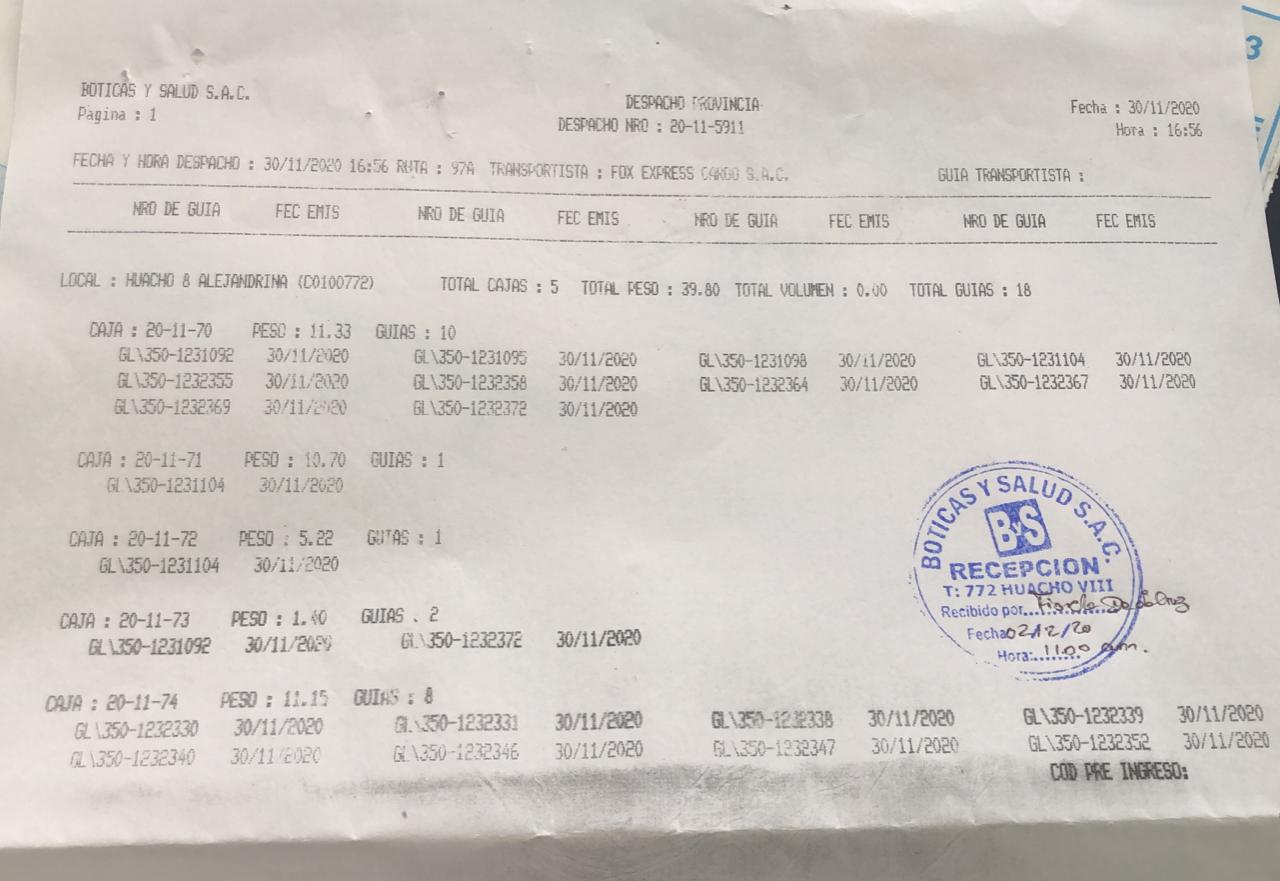 BOTICAS Y SALUD S.A.C.
Pagina : 1
DESPACHO PROVINCIA
DESPACHO NRO : 20-11-5911
Fecha : 30/11/2020
Hora : 16:56
FECHA Y HORA DESPACHO : 30/11/2020 16:56 RUTA : 97A TRANSPORTISTA : FOX EXPRESS CARGO S.A.C. GUIA TRANSPORTISTA :
NRO DE GUIA FEC EMIS NRO DE GUIA FEC EMIS NRO DE GUIA FEC EMIS NRO DE GUIA FEC EMIS
LOCAL : HUACHO 8 ALEJANDRINA (C0100772) TOTAL CAJAS : 5 TOTAL PESO : 39.80 TOTAL VOLUMEN : 0.00 TOTAL GUIAS : 18
CAJA : 20-11-70 PESO : 11.33 GUIAS : 10
GL\350-1231092 30/11/2020 GL\350-1231095 30/11/2020 GL\350-1231098 30/11/2020 GL\350-1231104 30/11/2020
GL\350-1232355 30/11/2020 GL\350-1232358 30/11/2020 GL\350-1232364 30/11/2020 GL\350-1232367 30/11/2020
GL\350-1232369 30/11/2020 GL\350-1232372 30/11/2020
CAJA : 20-11-71 PESO : 10.70 GUIAS : 1
GL\350-1231104 30/11/2020
CAJA : 20-11-72 PESO : 5.22 GUIAS : 1
GL\350-1231104 30/11/2020
CAJA : 20-11-73 PESO : 1.40 GUIAS . 2
GL\350-1231092 30/11/2020 GL\350-1232372 30/11/2020
CAJA : 20-11-74 PESO : 11.15 GUIAS : 8
GL\350-1232330 30/11/2020 GL\350-1232331 30/11/2020 GL\350-1232338 30/11/2020 GL\350-1232339 30/11/2020
GL\350-1232340 30/11/2020 GL\350-1232346 30/11/2020 GL\350-1232347 30/11/2020 GL\350-1232352 30/11/2020
COD PRE INGRESO:
BOTICAS Y SALUD S.A.C.
ByS
RECEPCION
T: 772 HUACHO VIII
Recibido por...
Fecha 02/12/20
Hora:....... 11:00 am.
3